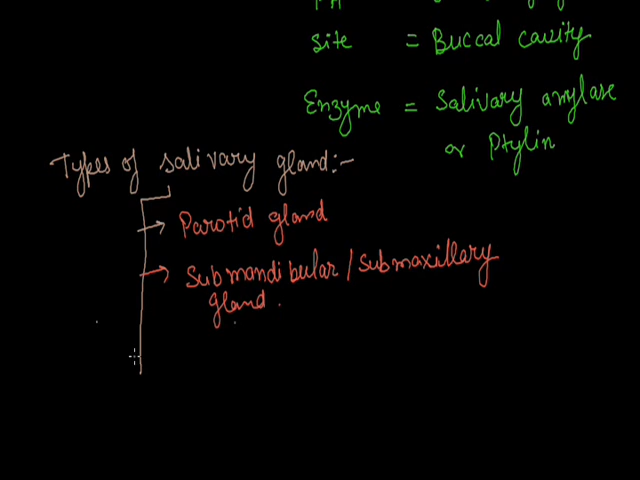 Site = Buccal cavity
Enzyme = Salivary amylase
or Ptylin
Types of salivary gland:-
→ Parotid gland
→ Submandibular / Submaxillary
gland.